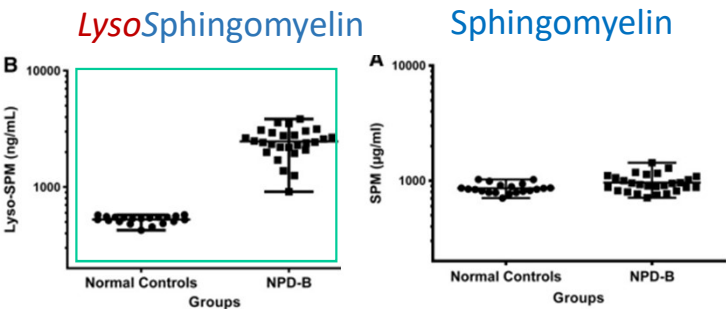 LysoSphingomyelin
B
10000
1000
Lyso-SPM (ng/mL)
Normal Controls
NPD-B
Groups
Sphingomyelin
A
10000
1000
SPM (µg/ml)
Normal Controls
NPD-B
Groups